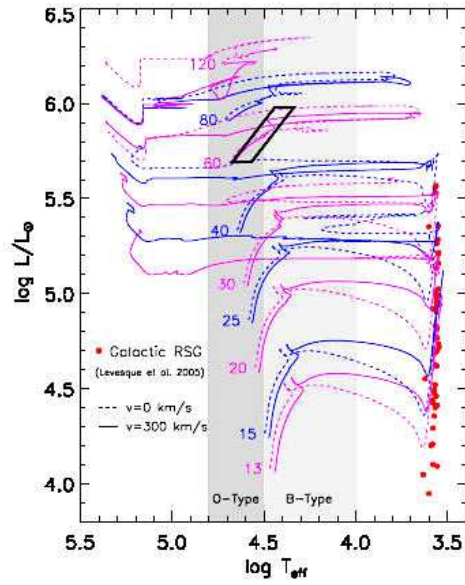 6.5
120
6.0
80
60
5.5
40
log L/L⊙
30
5.0
25
Galactic RSG
(Levesque et al. 2005)
20
4.5
v=0 km/s
v=300 km/s
15
13
4.0
O-Type
B-Type
5.5 5.0 4.5 4.0 3.5
log Teff